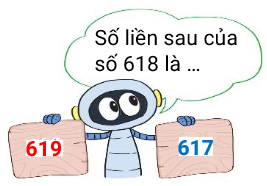 Số liền sau của
số 618 là ...
619
617